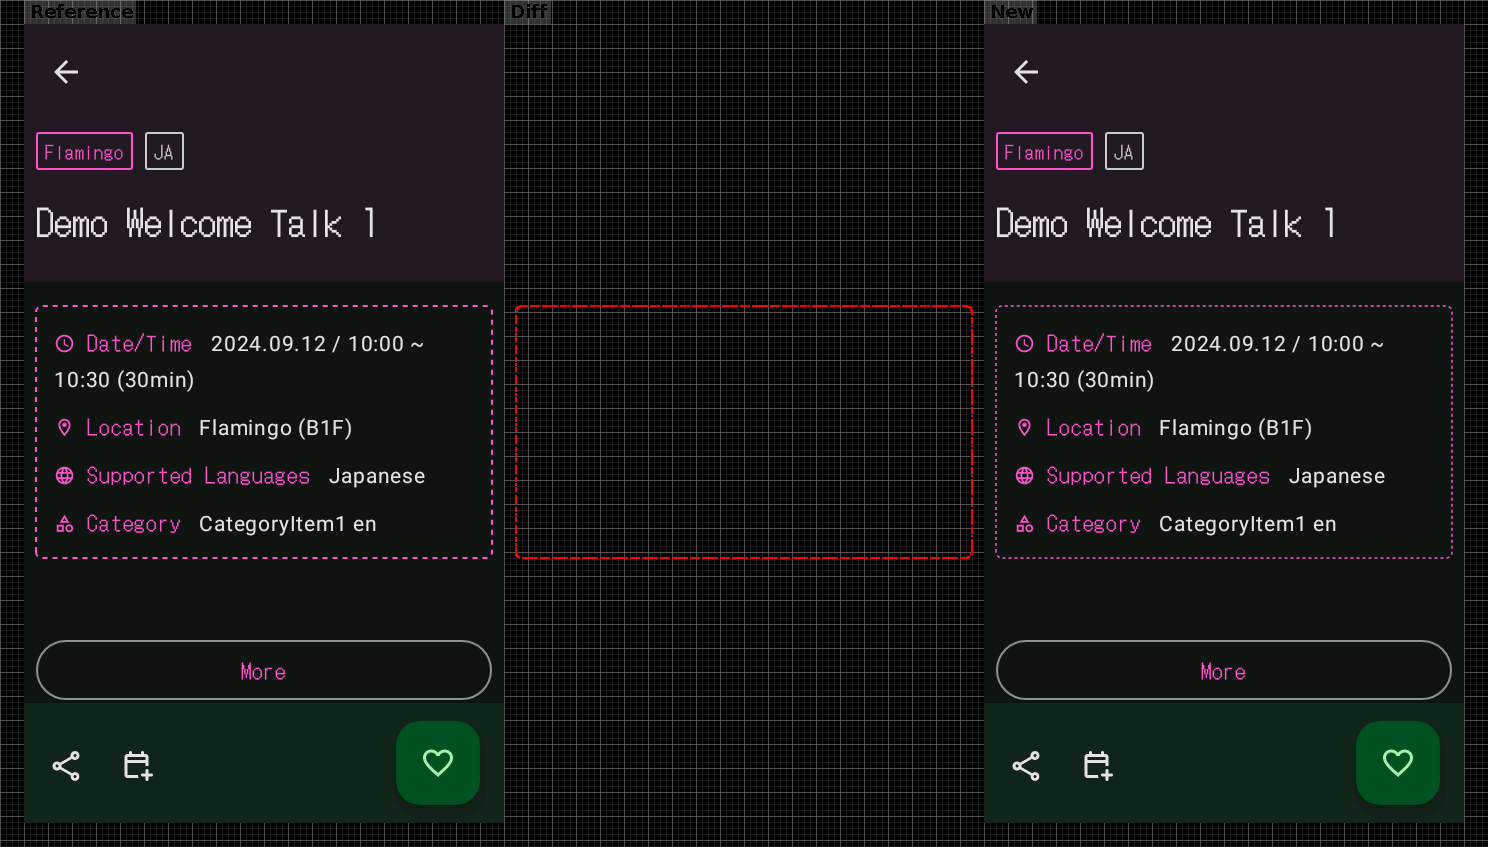 Reference
Diff
New
Flamingo JA
Demo Welcome Talk 1
Date/Time 2024.09.12 / 10:00 ~
10:30 (30min)
Location Flamingo (B1F)
Supported Languages Japanese
Category CategoryItem1 en
More
Flamingo JA
Demo Welcome Talk 1
Date/Time 2024.09.12 / 10:00 ~
10:30 (30min)
Location Flamingo (B1F)
Supported Languages Japanese
Category CategoryItem1 en
More